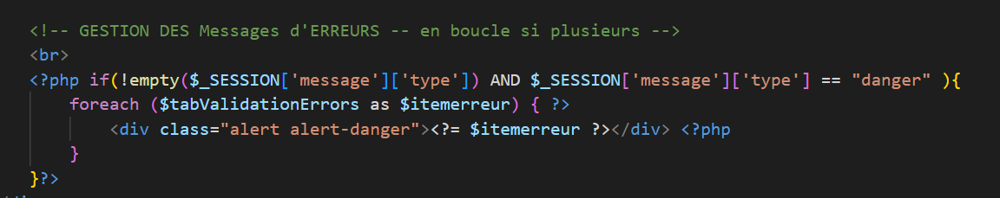 <!-- GESTION DES Messages d'ERREURS -- en boucle si plusieurs -->
<br>
<?php if(!empty($_SESSION['message']['type']) AND $_SESSION['message']['type'] == "danger" ){
foreach ($tabValidationErrors as $itemerreur) { ?>
<div class="alert alert-danger"><?= $itemerreur ?></div> <?php
}
}?>